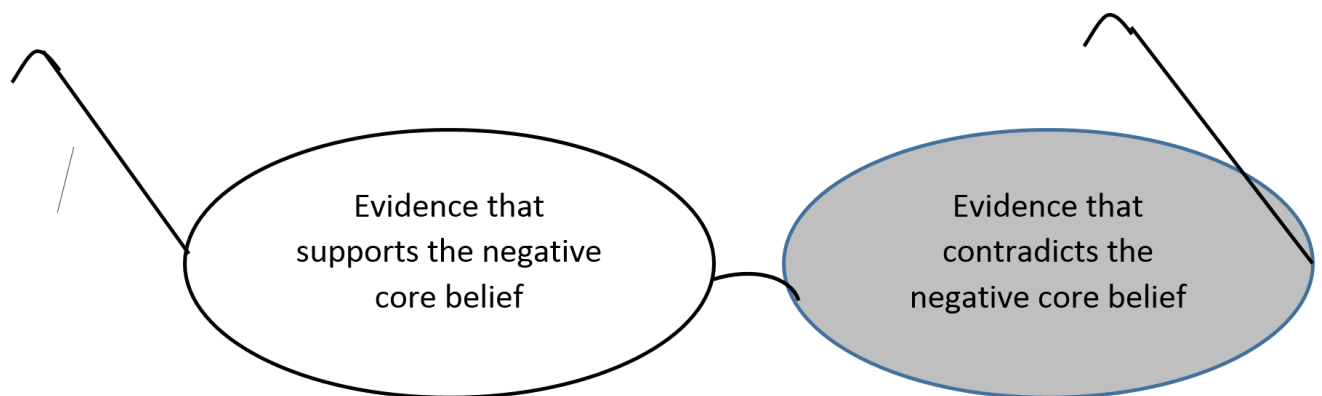 Evidence that
supports the negative
core belief
Evidence that
contradicts the
negative core belief